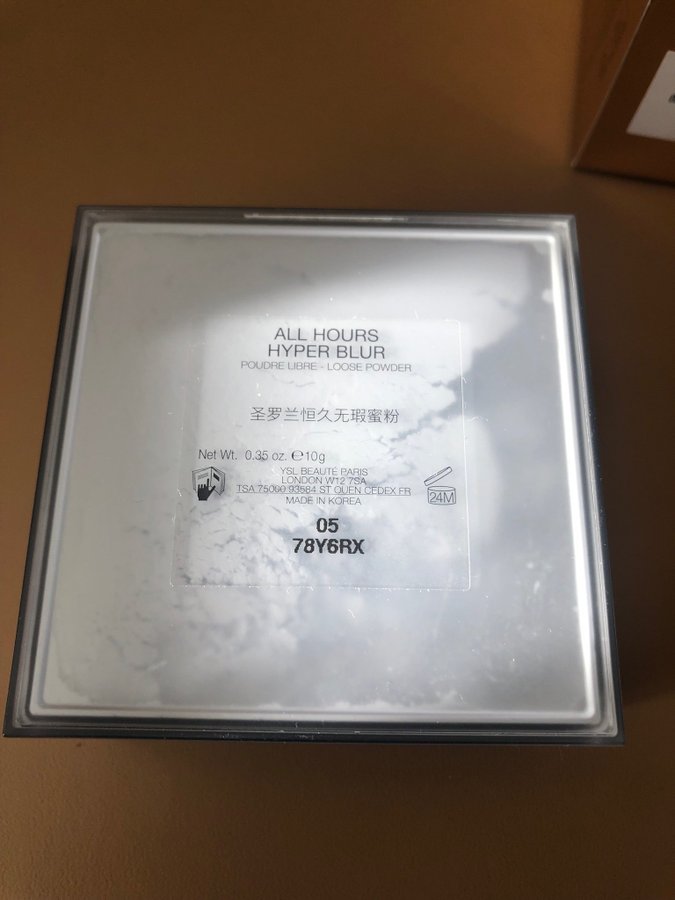 ALL HOURS
HYPER BLUR
POUDRE LIBRE - LOOSE POWDER
圣罗兰恒久无瑕蜜粉
Net Wt. 0.35 oz. ℮10g
YSL BEAUTÉ PARIS
LONDON W12 7SA
TSA 75000 93584 ST OUEN CEDEX FR
MADE IN KOREA
24M
05
78Y6RX